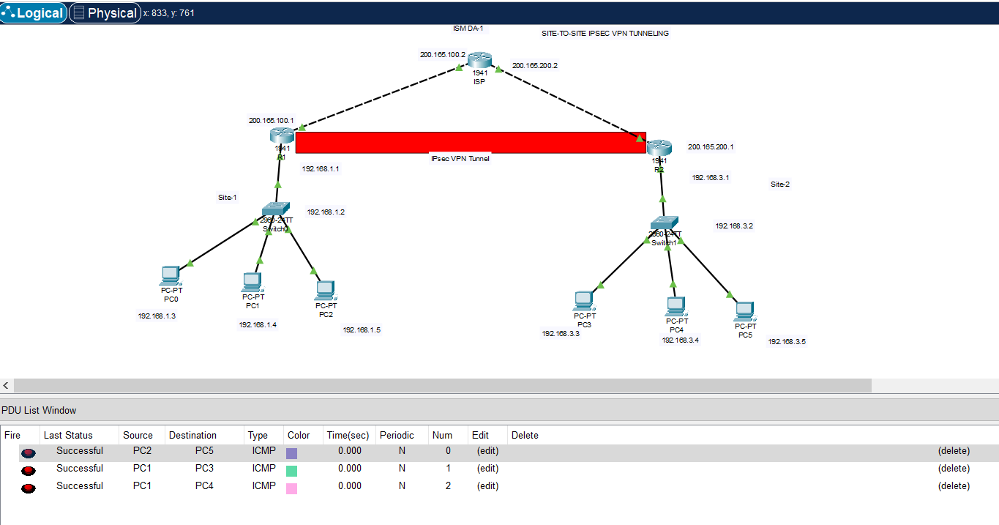 Logical Physical x: 833, y: 761
ISM DA-1
SITE-TO-SITE IPSEC VPN TUNNELING
200.165.100.2
200.165.200.2
1941
ISP
200.165.100.1
1941
R1
IPsec VPN Tunnel
192.168.1.1
200.165.200.1
1941
R2
192.168.3.1
Site-1
Site-2
192.168.1.2
2960-24TT
Switch0
192.168.3.2
2960-24TT
Switch1
PC-PT
PC0
192.168.1.3
PC-PT
PC1
192.168.1.4
PC-PT
PC2
192.168.1.5
PC-PT
PC3
192.168.3.3
PC-PT
PC4
192.168.3.4
PC-PT
PC5
192.168.3.5
PDU List Window
Fire Last Status Source Destination Type Color Time(sec) Periodic Num Edit Delete
Successful PC2 PC5 ICMP 0.000 N 0 (edit) (delete)
Successful PC1 PC3 ICMP 0.000 N 1 (edit) (delete)
Successful PC1 PC4 ICMP 0.000 N 2 (edit) (delete)